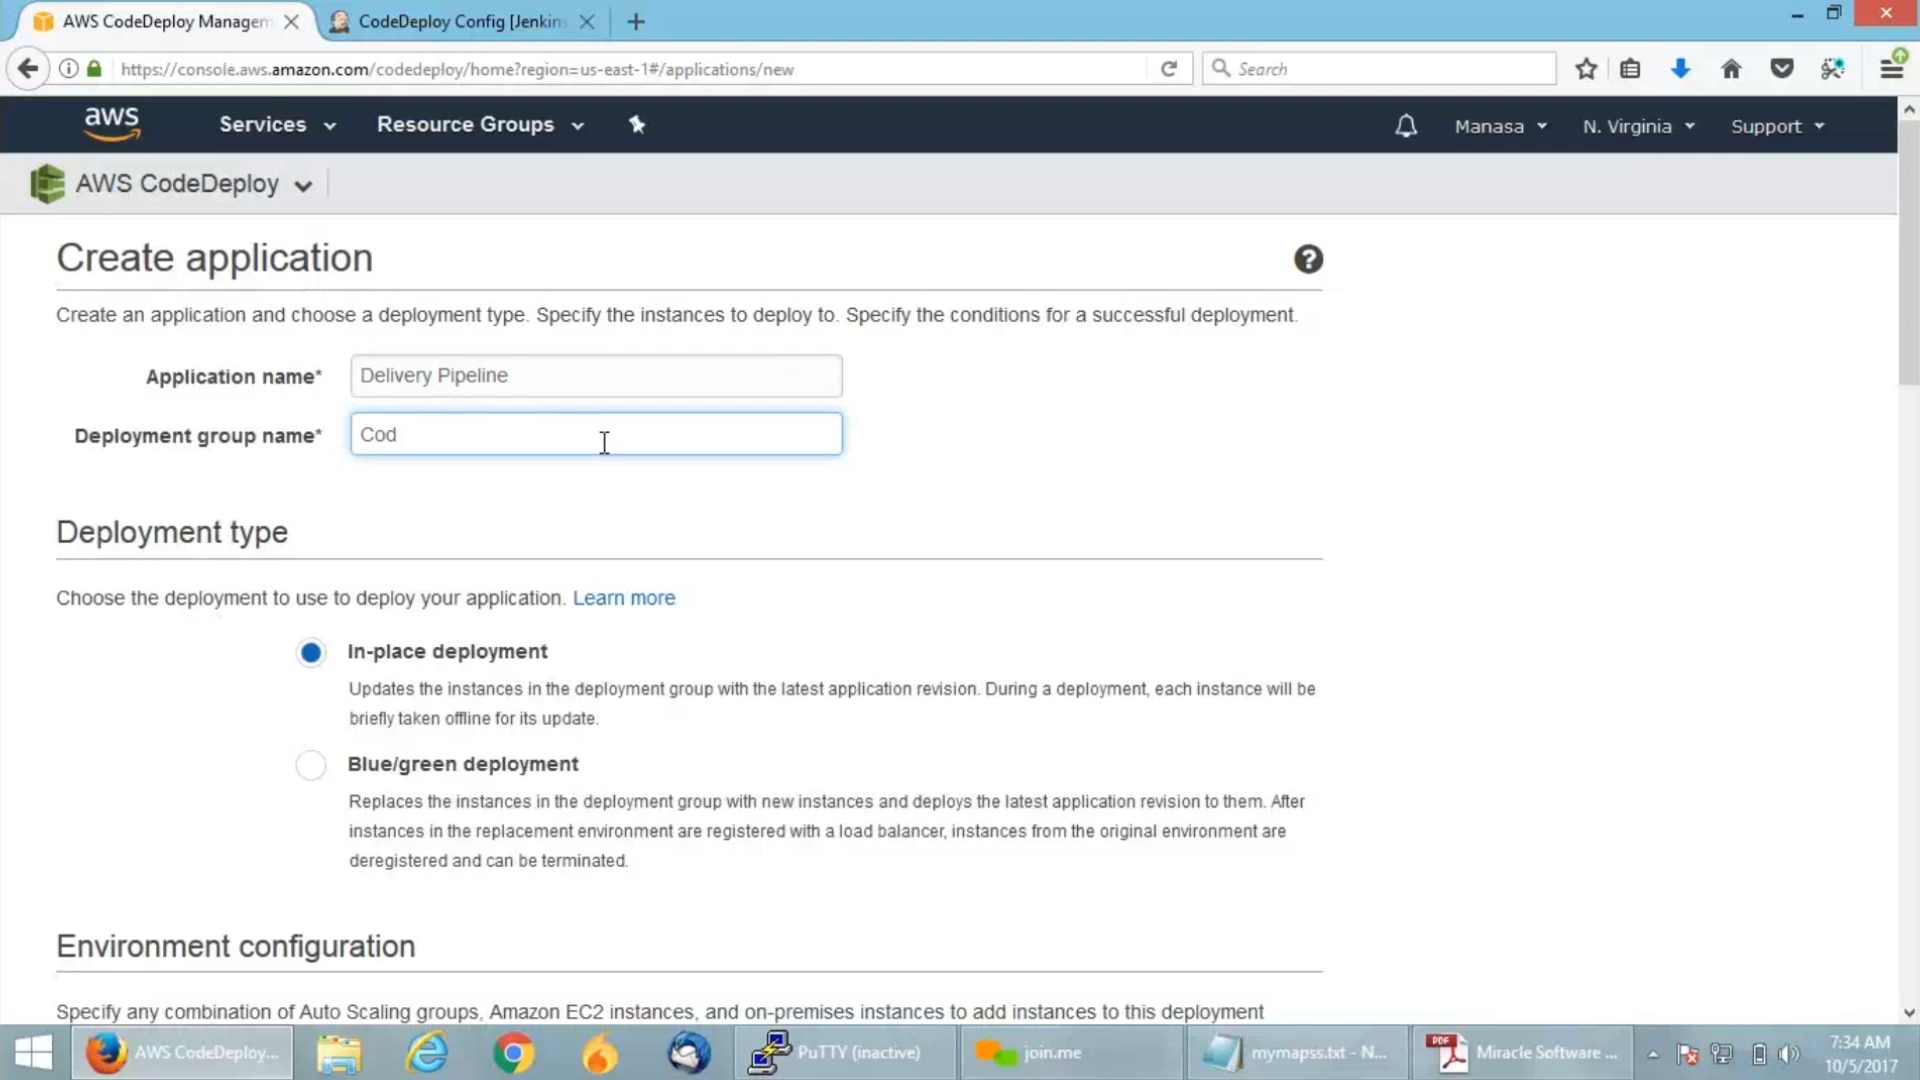 AWS CodeDeploy Managem
CodeDeploy Config [Jenkins
https://console.aws.amazon.com/codedeploy/home?region=us-east-1#/applications/new
Search
aws
Services
Resource Groups
Manasa
N. Virginia
Support
AWS CodeDeploy
Create application
Create an application and choose a deployment type. Specify the instances to deploy to. Specify the conditions for a successful deployment.
Application name*
Delivery Pipeline
Deployment group name*
Cod
Deployment type
Choose the deployment to use to deploy your application. Learn more
In-place deployment
Updates the instances in the deployment group with the latest application revision. During a deployment, each instance will be
briefly taken offline for its update.
Blue/green deployment
Replaces the instances in the deployment group with new instances and deploys the latest application revision to them. After
instances in the replacement environment are registered with a load balancer, instances from the original environment are
deregistered and can be terminated.
Environment configuration
Specify any combination of Auto Scaling groups, Amazon EC2 instances, and on-premises instances to add instances to this deployment
AWS CodeDeploy...
PuTTY (inactive)
join.me
mymapss.txt - N...
PDF
Miracle Software ...
7:34 AM
10/5/2017